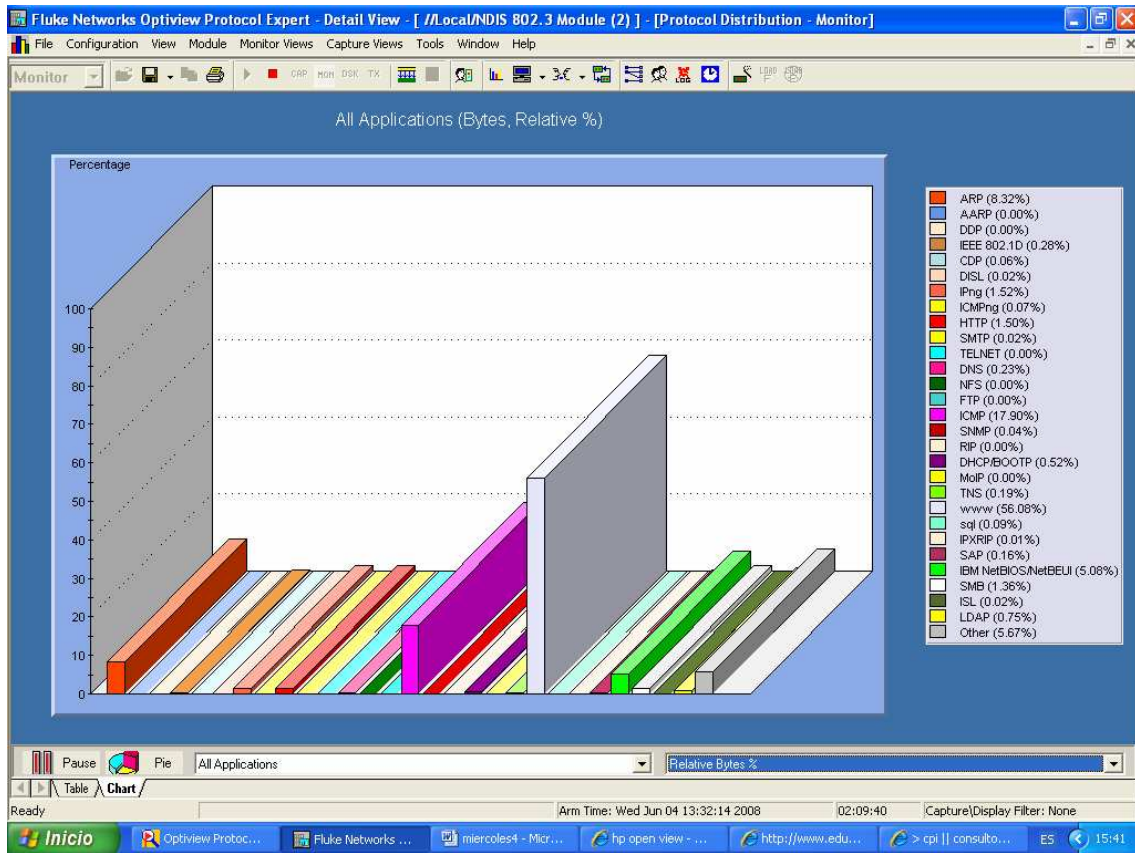 Fluke Networks Optiview Protocol Expert - Detail View - [ //Local/NDIS 802.3 Module (2) ] - [Protocol Distribution - Monitor]
File Configuration View Module Monitor Views Capture Views Tools Window Help
Monitor
CAP MON DSK TX
LOAD
All Applications (Bytes, Relative %)
Percentage
100
90
80
70
60
50
40
30
20
10
0
ARP (8.32%)
AARP (0.00%)
DDP (0.00%)
IEEE 802.1D (0.28%)
CDP (0.06%)
DISL (0.02%)
IPng (1.52%)
ICMPng (0.07%)
HTTP (1.50%)
SMTP (0.02%)
TELNET (0.00%)
DNS (0.23%)
NFS (0.00%)
FTP (0.00%)
ICMP (17.90%)
SNMP (0.04%)
RIP (0.00%)
DHCP/BOOTP (0.52%)
MoIP (0.00%)
TNS (0.19%)
www (56.08%)
sql (0.09%)
IPXRIP (0.01%)
SAP (0.16%)
IBM NetBIOS/NetBEUI (5.08%)
SMB (1.36%)
ISL (0.02%)
LDAP (0.75%)
Other (5.67%)
Pause Pie All Applications Relative Bytes %
Table Chart
Ready Arm Time: Wed Jun 04 13:32:14 2008 02:09:40 Capture\Display Filter: None
Inicio Optiview Protoc... Fluke Networks ... miercoles4 - Micr... hp open view - ... http://www.edu... > cpi || consulto... ES 15:41